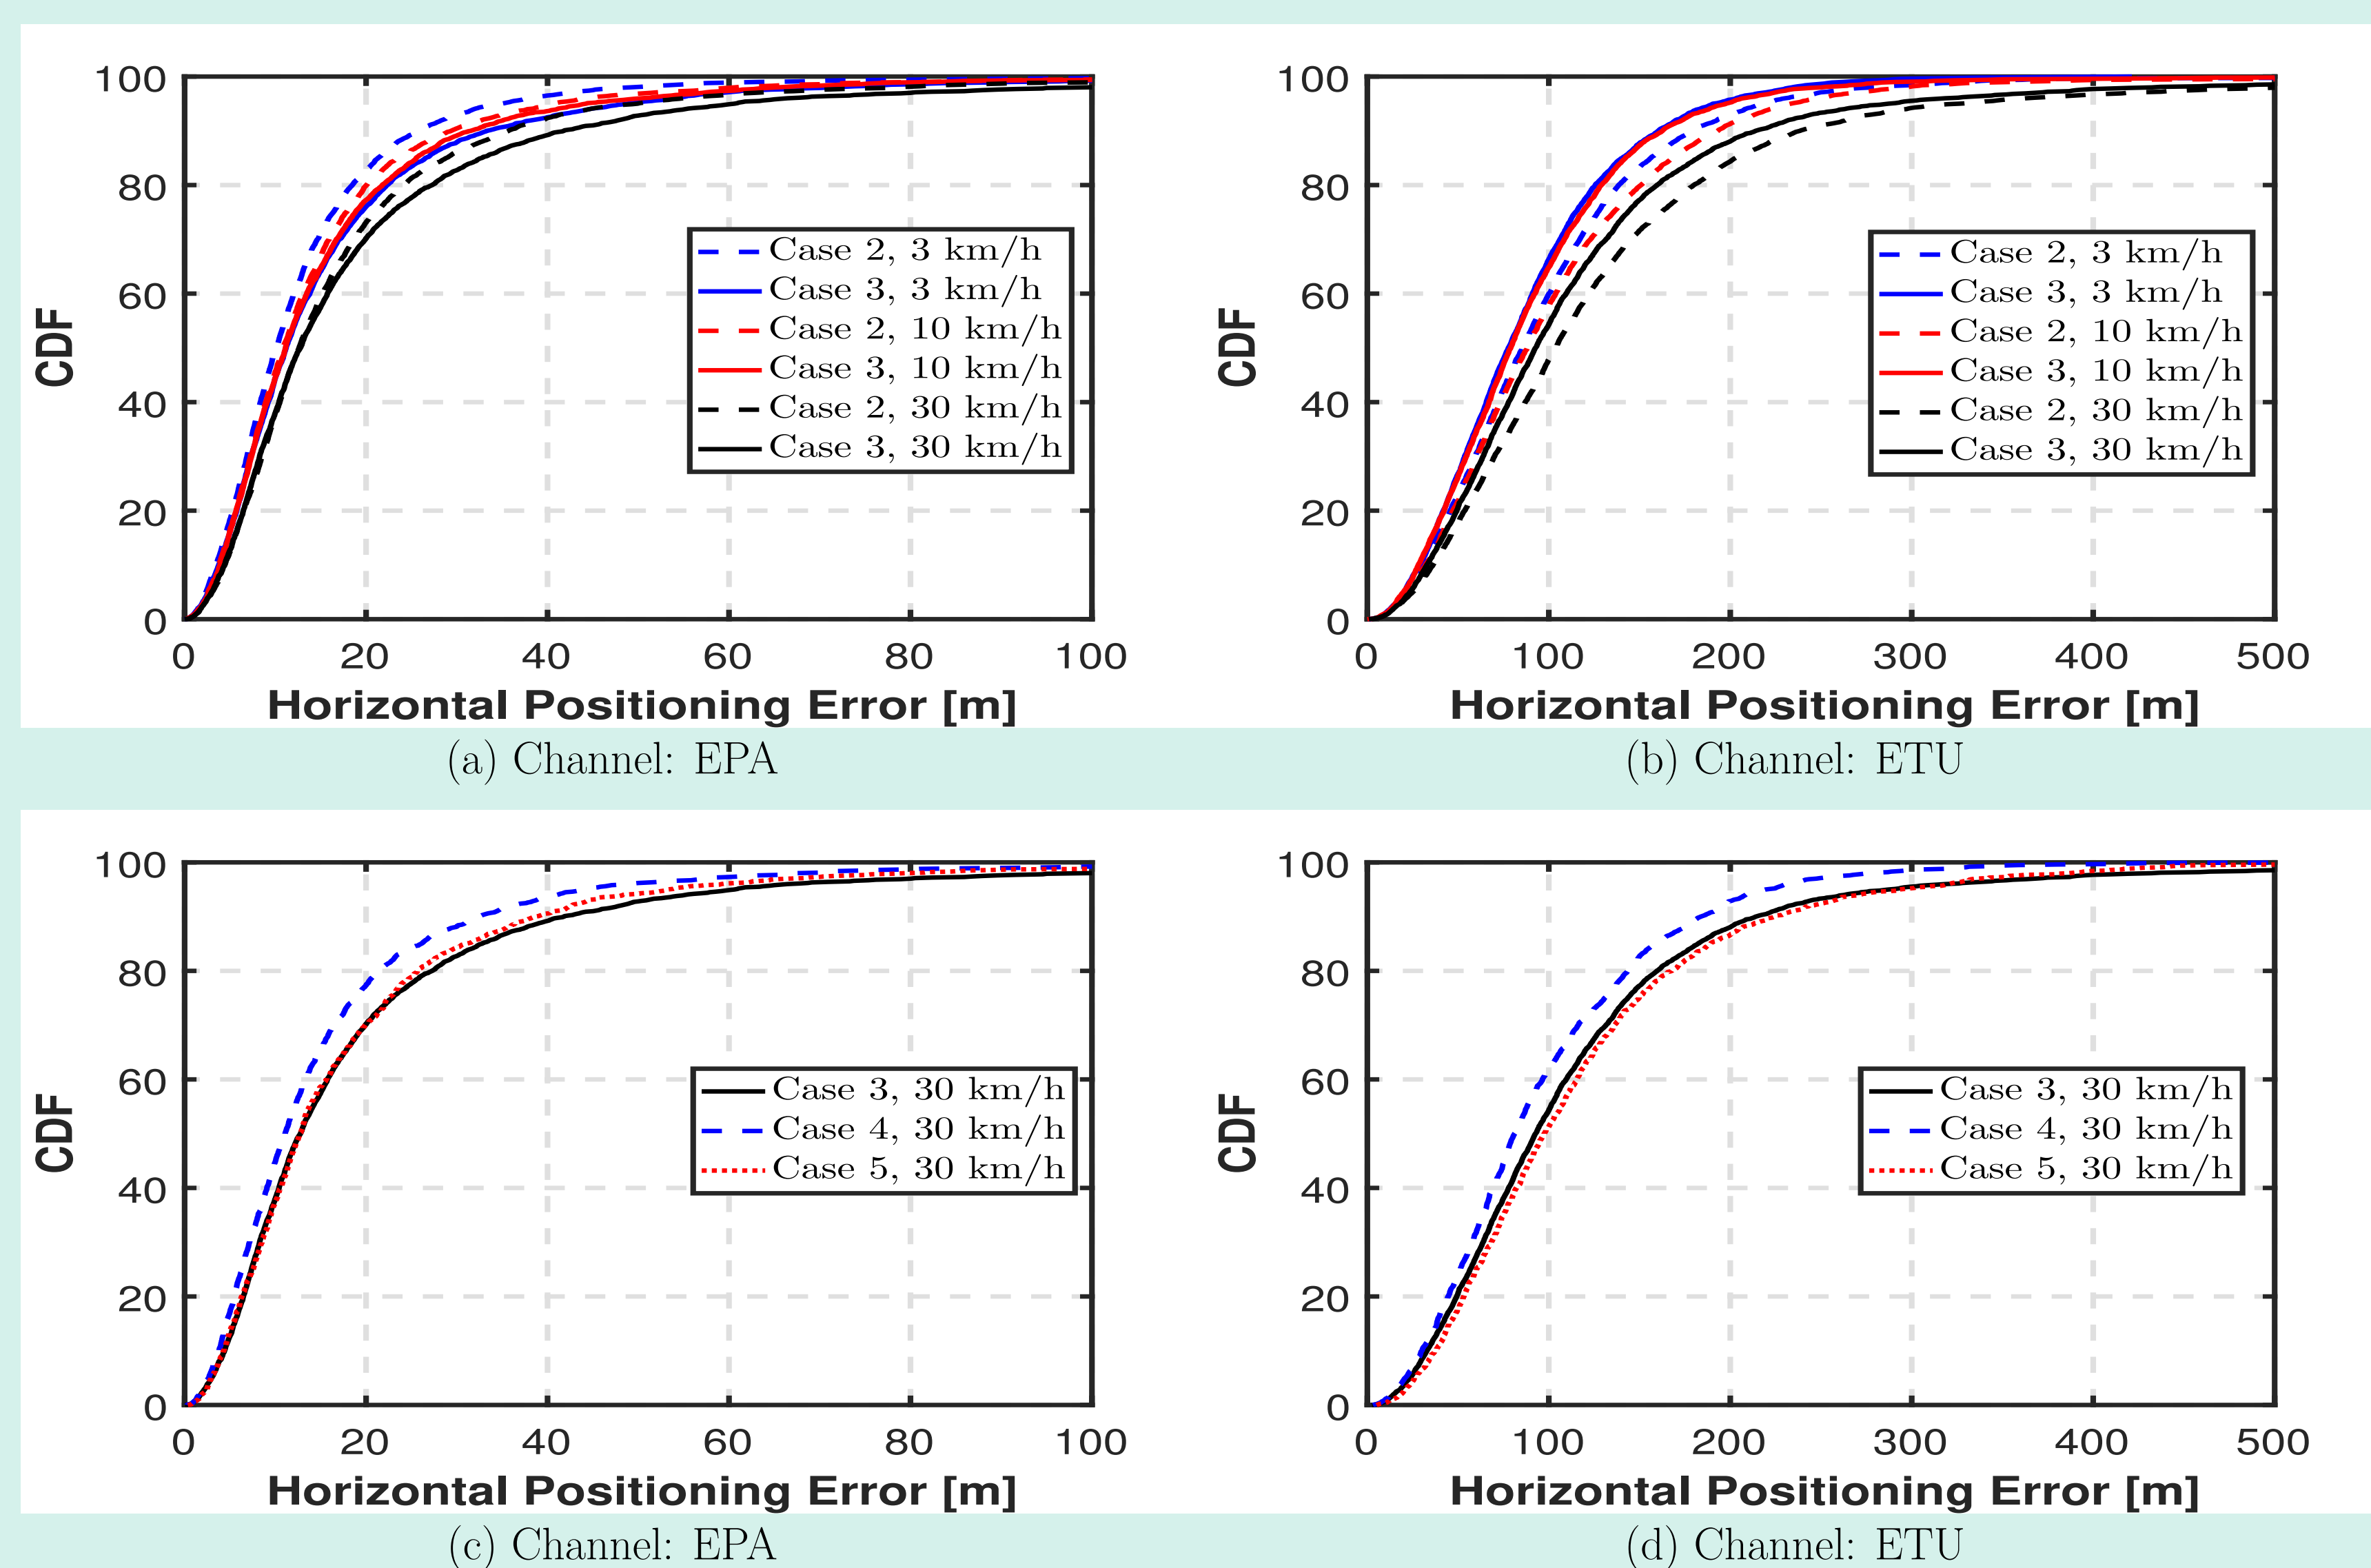 100
80
60
40
20
0
CDF
0 20 40 60 80 100
Horizontal Positioning Error [m]
Case 2, 3 km/h
Case 3, 3 km/h
Case 2, 10 km/h
Case 3, 10 km/h
Case 2, 30 km/h
Case 3, 30 km/h
(a) Channel: EPA
100
80
60
40
20
0
CDF
0 100 200 300 400 500
Horizontal Positioning Error [m]
Case 2, 3 km/h
Case 3, 3 km/h
Case 2, 10 km/h
Case 3, 10 km/h
Case 2, 30 km/h
Case 3, 30 km/h
(b) Channel: ETU
100
80
60
40
20
0
CDF
0 20 40 60 80 100
Horizontal Positioning Error [m]
Case 3, 30 km/h
Case 4, 30 km/h
Case 5, 30 km/h
(c) Channel: EPA
100
80
60
40
20
0
CDF
0 100 200 300 400 500
Horizontal Positioning Error [m]
Case 3, 30 km/h
Case 4, 30 km/h
Case 5, 30 km/h
(d) Channel: ETU